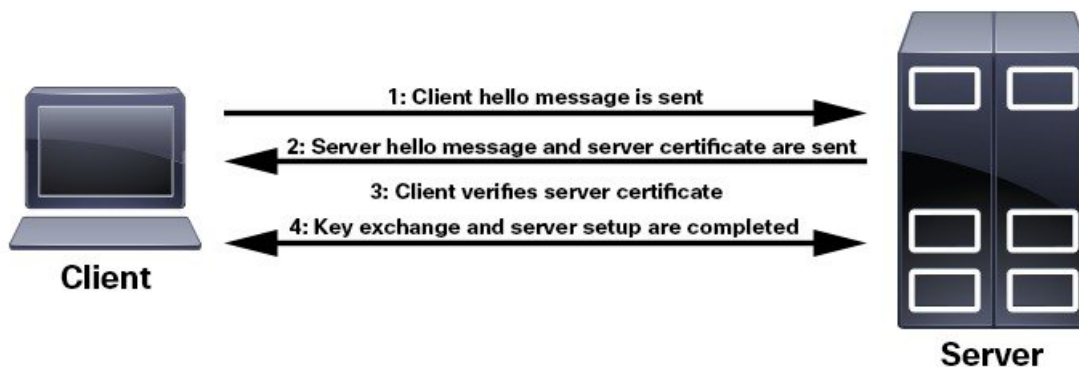 1: Client hello message is sent
2: Server hello message and server certificate are sent
3: Client verifies server certificate
4: Key exchange and server setup are completed
Client
Server